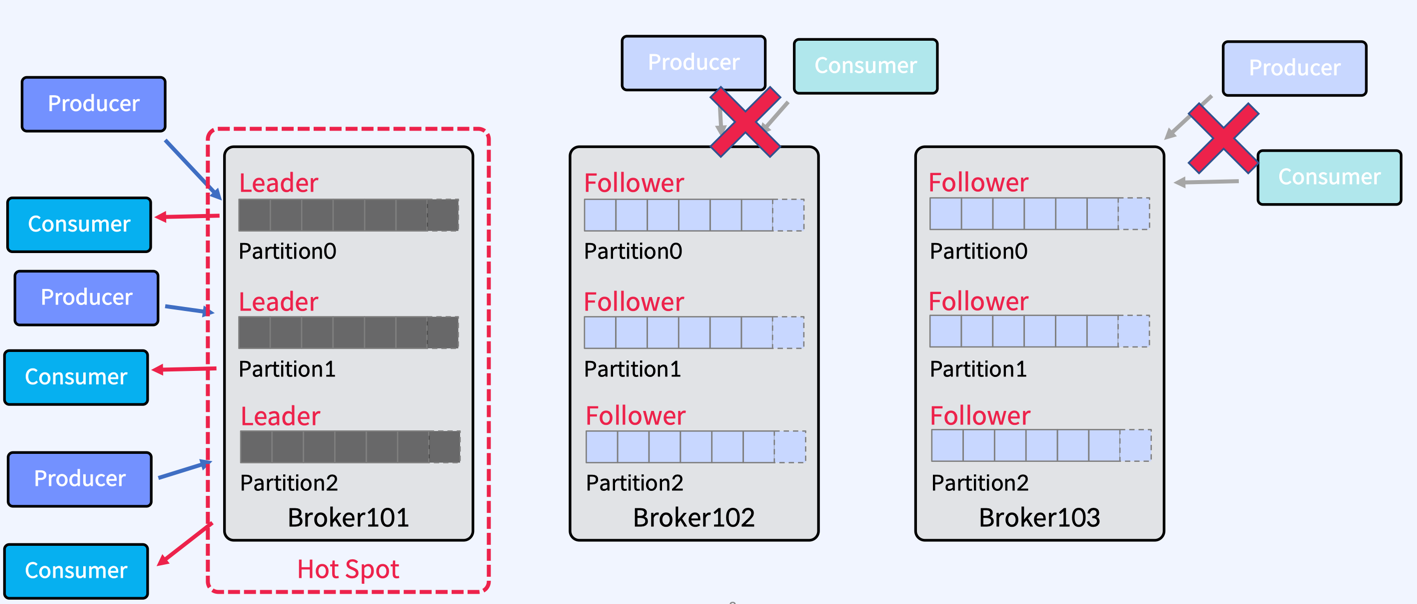 Producer
Consumer
Producer
Consumer
Producer
Consumer
Leader
Partition0
Leader
Partition1
Leader
Partition2
Broker101
Hot Spot
Producer
Consumer
Follower
Partition0
Follower
Partition1
Follower
Partition2
Broker102
Producer
Consumer
Follower
Partition0
Follower
Partition1
Follower
Partition2
Broker103